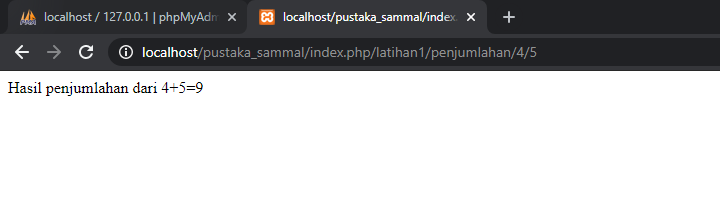 localhost / 127.0.0.1 | phpMyAdm
localhost/pustaka_sammal/index.
localhost/pustaka_sammal/index.php/latihan1/penjumlahan/4/5
Hasil penjumlahan dari 4+5=9